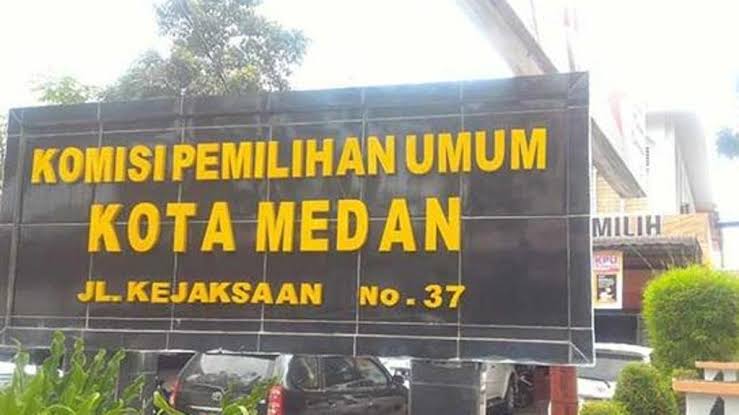 KOMISI PEMILIHAN UMUM
KOTA MEDAN
JL. KEJAKSAAN No. 37
MILIH
KPU